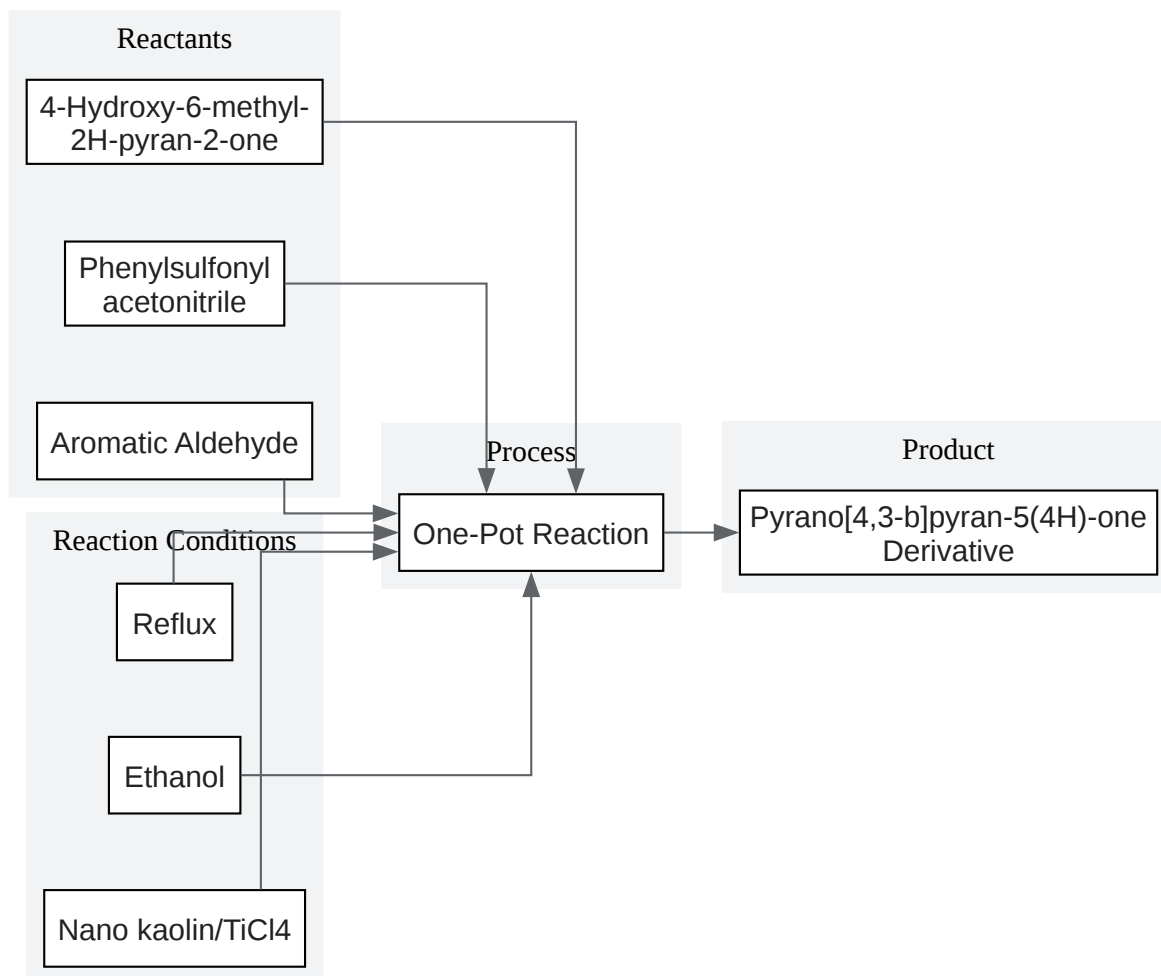 Reactants
4-Hydroxy-6-methyl-
2H-pyran-2-one
Phenylsulfonyl
acetonitrile
Aromatic Aldehyde
Reaction Conditions
Reflux
Ethanol
Nano kaolin/TiCl4
Process
One-Pot Reaction
Product
Pyrano[4,3-b]pyran-5(4H)-one
Derivative